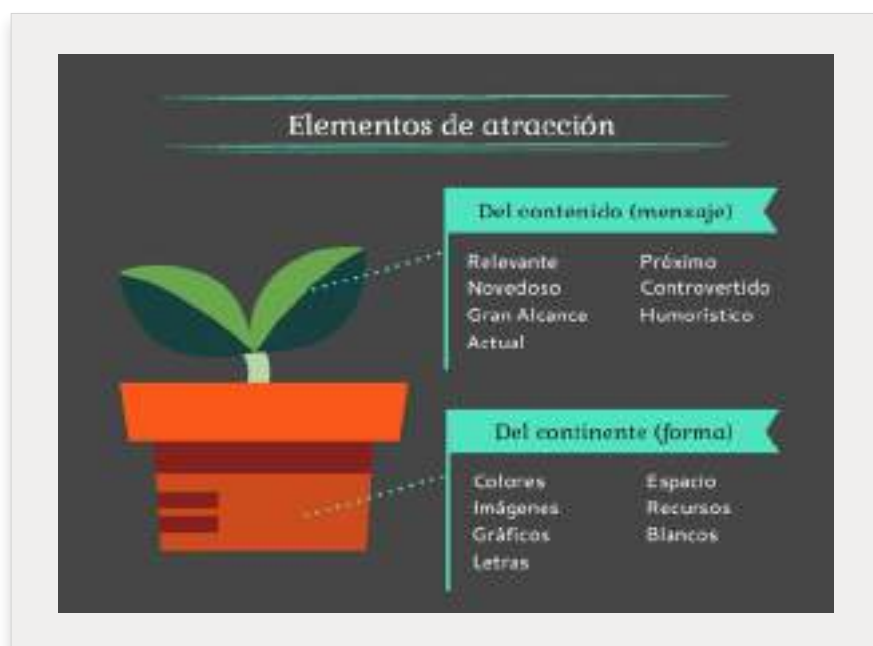 Elementos de atracción
Del contenido (mensaje)
Relevante
Novedoso
Gran Alcance
Actual
Próximo
Controvertido
Humorístico
Del continente (forma)
Colores
Imágenes
Gráficos
Letras
Espacio
Recursos
Blancos